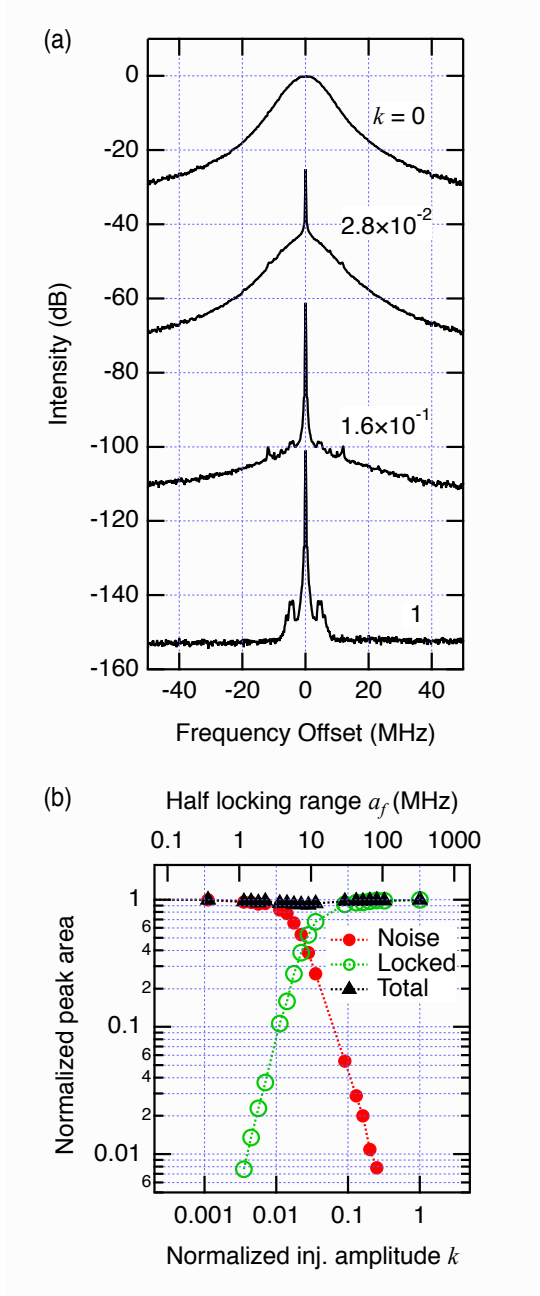 (a)
0
-20
-40
-60
-80
-100
-120
-140
-160
Intensity (dB)
k = 0
2.8×10⁻²
1.6×10⁻¹
1
-40 -20 0 20 40
Frequency Offset (MHz)
(b)
Half locking range a_f (MHz)
0.1 1 10 100 1000
1
6
4
2
0.1
6
4
2
0.01
6
Normalized peak area
Noise
Locked
Total
0.001 0.01 0.1 1
Normalized inj. amplitude k